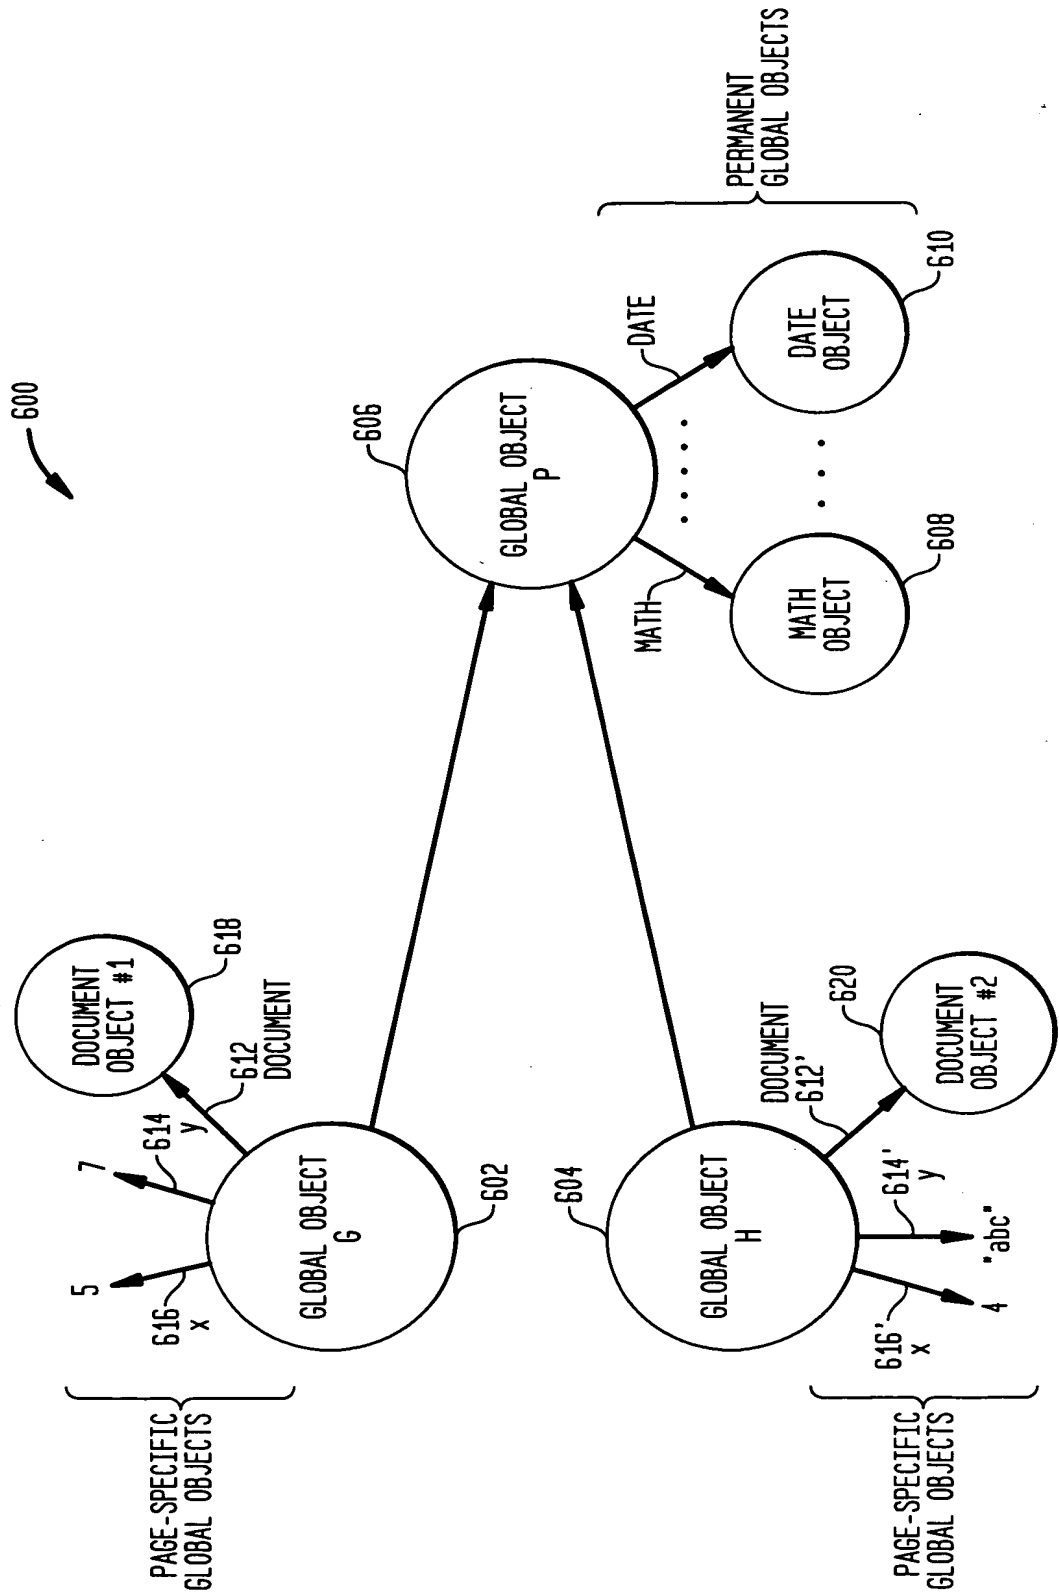 600
PAGE-SPECIFIC
GLOBAL OBJECTS
5
616
x
7
614
y
DOCUMENT
OBJECT #1
618
612
DOCUMENT
GLOBAL OBJECT
G
602
604
GLOBAL OBJECT
H
DOCUMENT
612'
620
DOCUMENT
OBJECT #2
614'
y
"abc"
616'
x
4
PAGE-SPECIFIC
GLOBAL OBJECTS
606
GLOBAL OBJECT
P
MATH
DATE
MATH
OBJECT
608
DATE
OBJECT
610
PERMANENT
GLOBAL OBJECTS